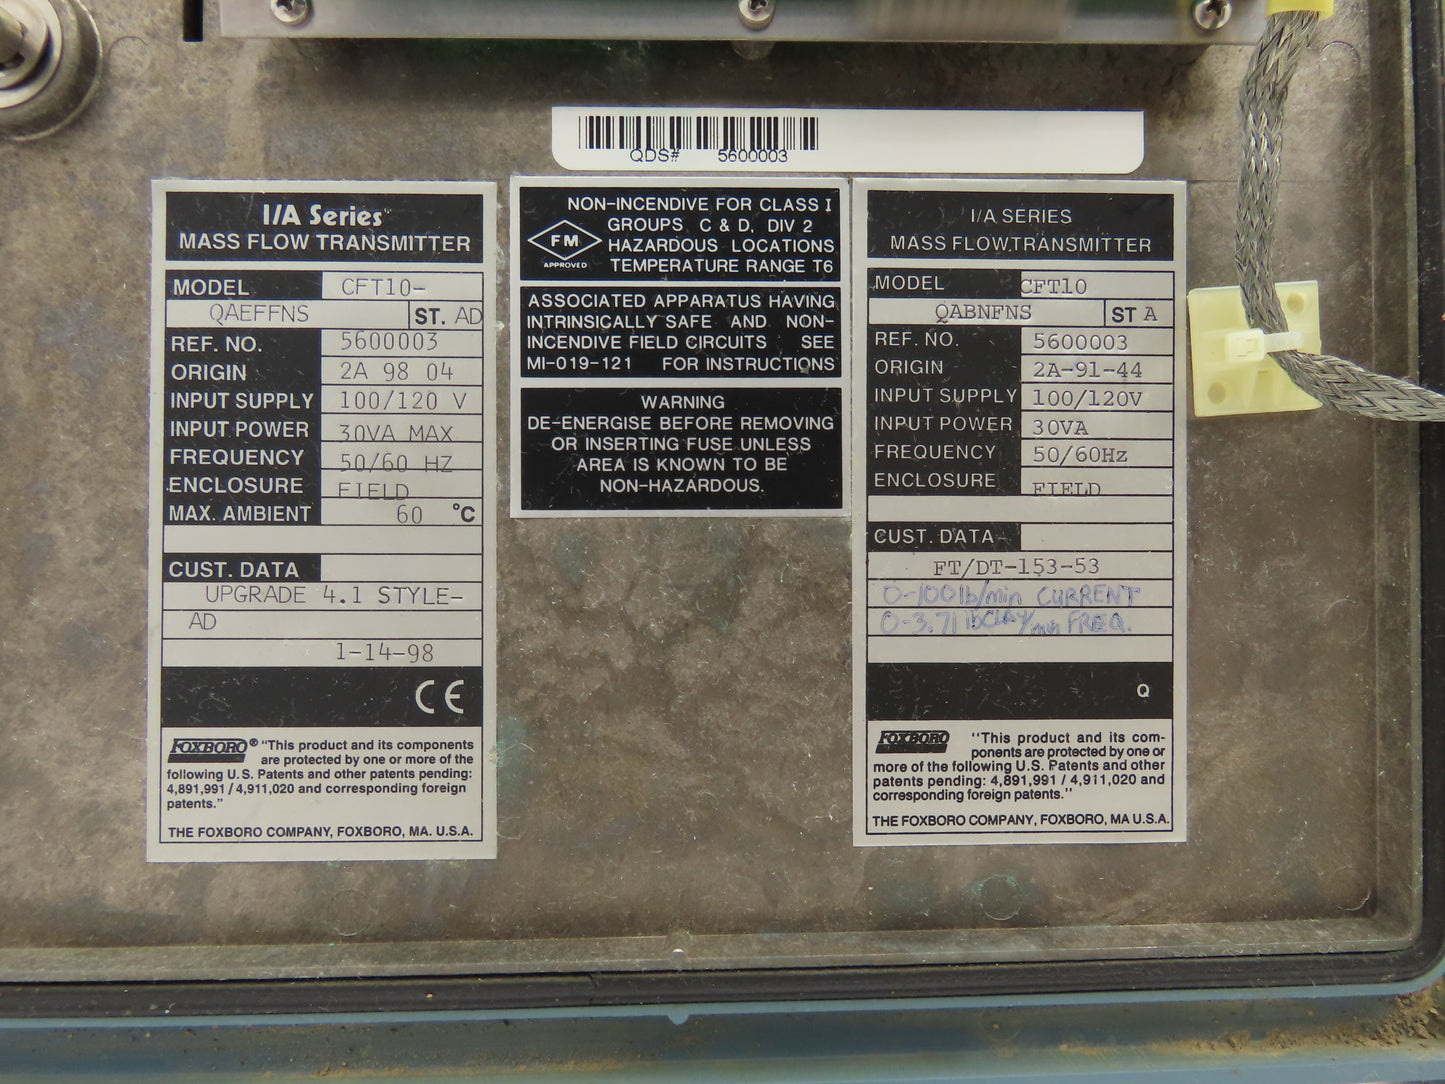 QDS# 5600003
I/A Series
MASS FLOW TRANSMITTER
MODEL CFT10-
QAEFFNS ST. AD
REF. NO. 5600003
ORIGIN 2A 98 04
INPUT SUPPLY 100/120 V
INPUT POWER 30VA MAX
FREQUENCY 50/60 HZ
ENCLOSURE FIELD
MAX. AMBIENT 60 °C
CUST. DATA
UPGRADE 4.1 STYLE-
AD
1-14-98
CE
FOXBORO® "This product and its components
are protected by one or more of the
following U.S. Patents and other patents pending:
4,891,991 / 4,911,020 and corresponding foreign
patents."
THE FOXBORO COMPANY, FOXBORO, MA. U.S.A.
NON-INCENDIVE FOR CLASS I
GROUPS C & D, DIV 2
HAZARDOUS LOCATIONS
TEMPERATURE RANGE T6
FM
APPROVED
ASSOCIATED APPARATUS HAVING
INTRINSICALLY SAFE AND NON-
INCENDIVE FIELD CIRCUITS SEE
MI-019-121 FOR INSTRUCTIONS
WARNING
DE-ENERGISE BEFORE REMOVING
OR INSERTING FUSE UNLESS
AREA IS KNOWN TO BE
NON-HAZARDOUS.
I/A SERIES
MASS FLOW.TRANSMITTER
MODEL CFT10
QABNFNS ST A
REF. NO. 5600003
ORIGIN 2A-91-44
INPUT SUPPLY 100/120V
INPUT POWER 30VA
FREQUENCY 50/60Hz
ENCLOSURE FIELD
CUST. DATA
FT/DT-153-53
0-100 lb/min CURRENT
0-3.71 lbCLAY/min FREQ.
Q
FOXBORO "This product and its com-
ponents are protected by one or
more of the following U.S. Patents and other
patents pending: 4,891,991 / 4,911,020 and
corresponding foreign patents."
THE FOXBORO COMPANY, FOXBORO, MA U.S.A.